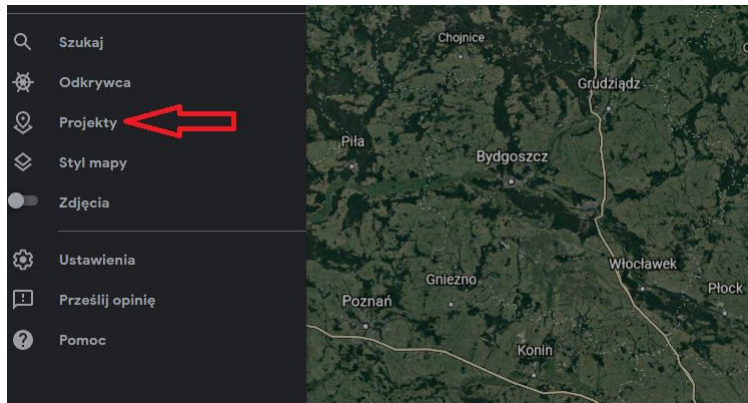 Szukaj
Odkrywca
Projekty
Styl mapy
Zdjęcia
Ustawienia
Prześlij opinię
Pomoc
Chojnice
Grudziądz
Piła
Bydgoszcz
Włocławek
Gniezno
Płock
Poznań
Konin